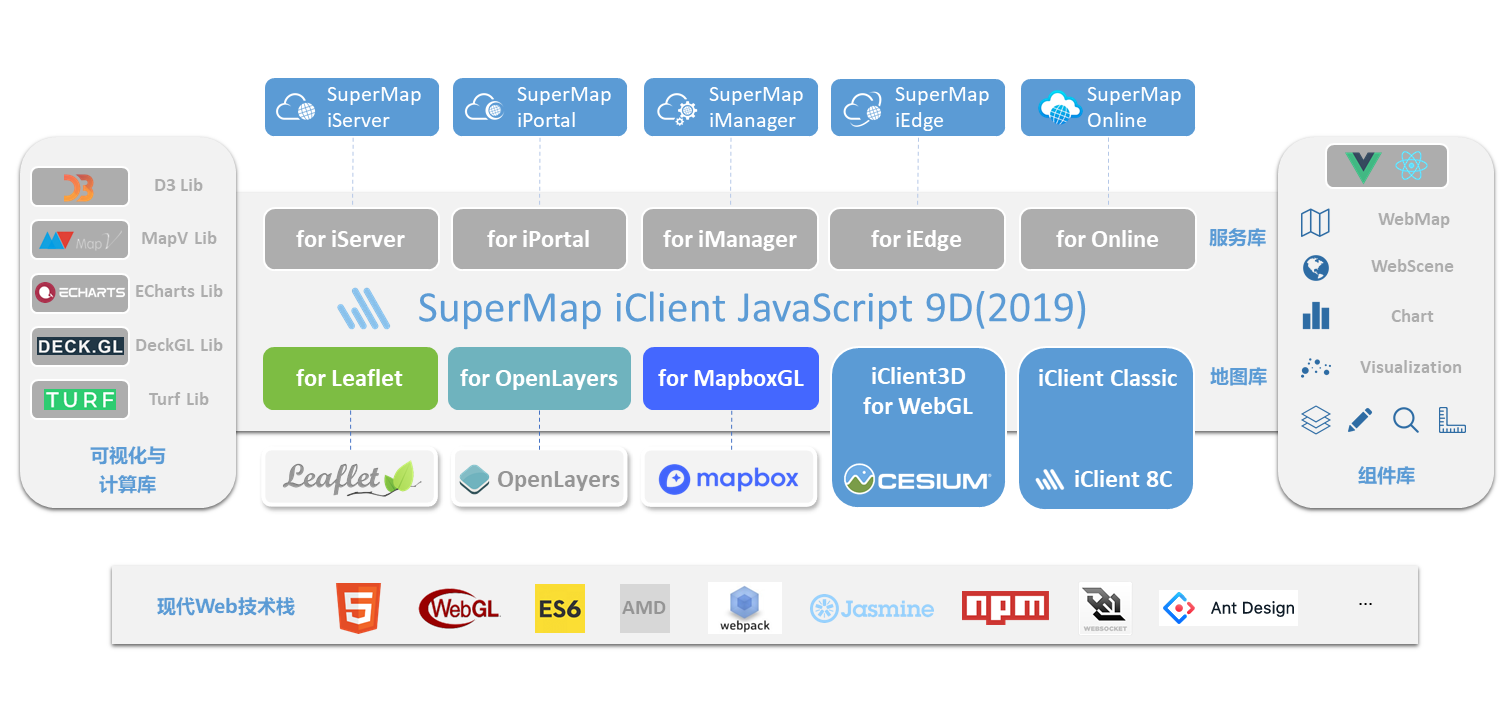 SuperMap
iServer
SuperMap
iPortal
SuperMap
iManager
SuperMap
iEdge
SuperMap
Online
D3
D3 Lib
MapV
MapV Lib
ECHARTS
ECharts Lib
DECK.GL
DeckGL Lib
TURF
Turf Lib
可视化与
计算库
for iServer
for iPortal
for iManager
for iEdge
for Online
服务库
SuperMap iClient JavaScript 9D(2019)
for Leaflet
for OpenLayers
for MapboxGL
iClient3D
for WebGL
iClient Classic
地图库
Leaflet
OpenLayers
mapbox
CESIUM
iClient 8C
WebMap
WebScene
Chart
Visualization
组件库
现代Web技术栈
5
WebGL
ES6
AMD
webpack
Jasmine
npm
WEBSOCKET
Ant Design
...